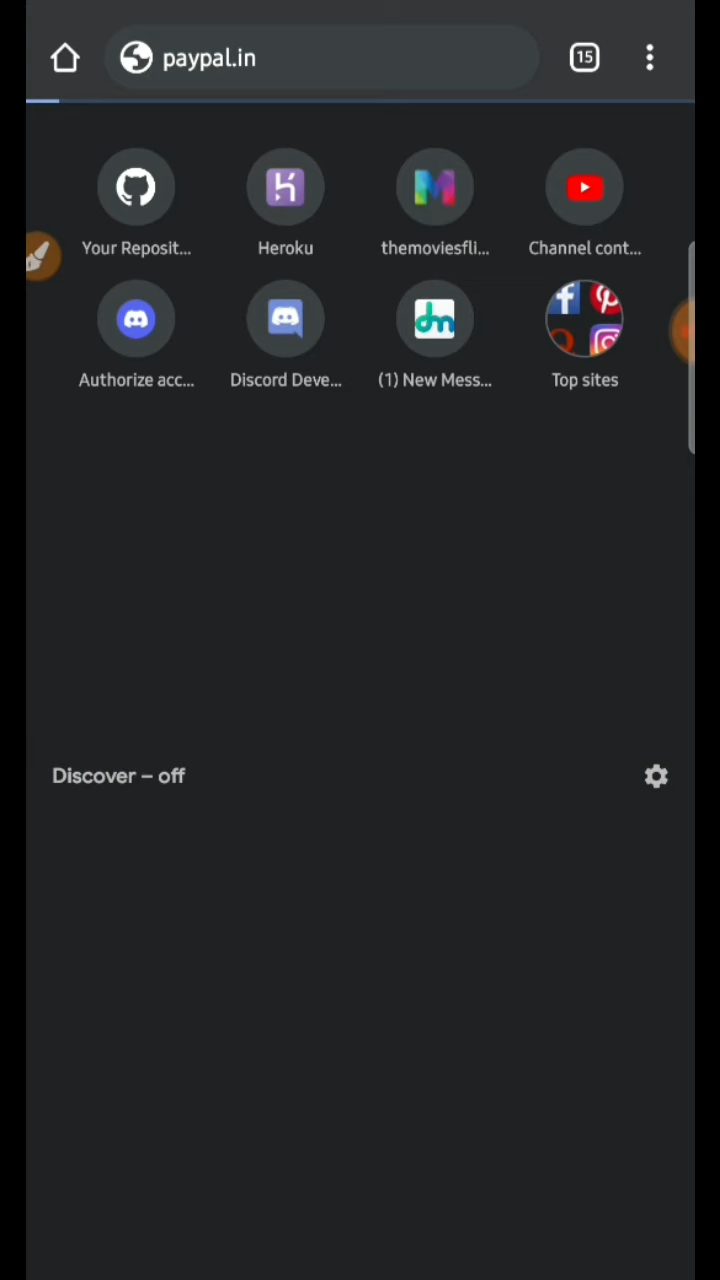 paypal.in
15
Your Reposit...
Heroku
themoviesfli...
Channel cont...
Authorize acc...
Discord Deve...
(1) New Mess...
Top sites
Discover – off